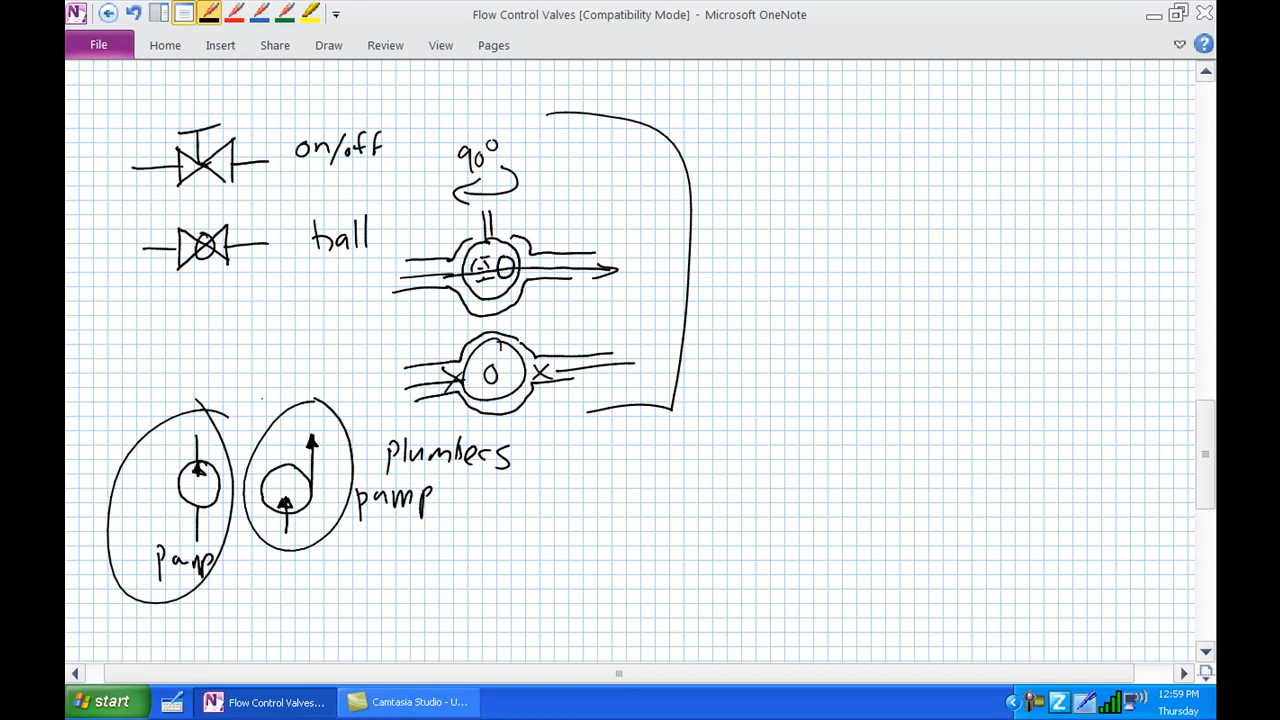 Flow Control Valves [Compatibility Mode] - Microsoft OneNote
File Home Insert Share Draw Review View Pages
on/off
90°
ball
plumbers
pump
pump
start
Flow Control Valves...
Camtasia Studio - U...
12:59 PM
Thursday